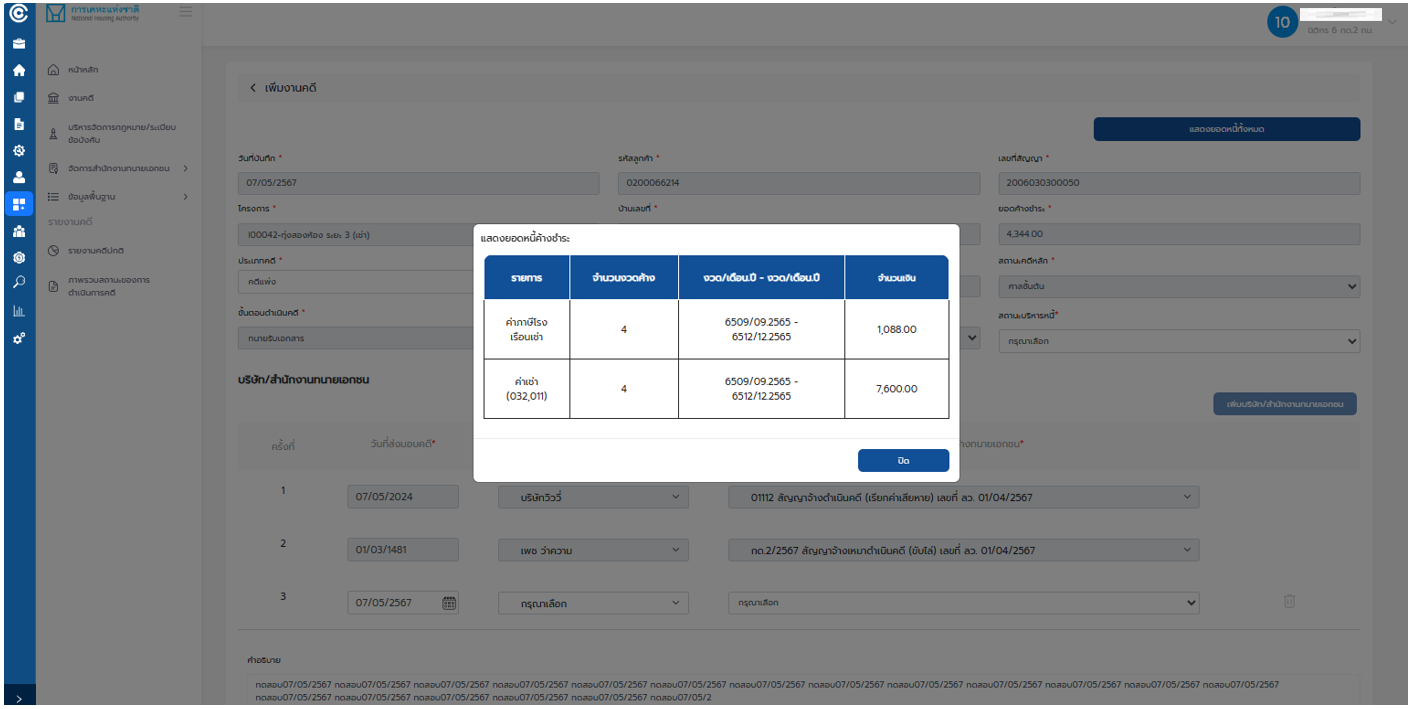 การเคหะแห่งชาติ
National Housing Authority
10
นิติกร 6 กด.2 กม.
หน้าหลัก
งานคดี
บริหารจัดการกฎหมาย/ระเบียบ
ข้อบังคับ
จัดการสำนักงานทนายเอกชน
ข้อมูลพื้นฐาน
รายงานคดี
รายงานคดีปกติ
ภาพรวมสถานะของการ
ดำเนินการคดี
เพิ่มงานคดี
แสดงยอดหนี้ทั้งหมด
วันที่บันทึก * รหัสลูกค้า * เลขที่สัญญา *
07/05/2567 0200066214 2006030300050
โครงการ * บ้านเลขที่ * ยอดค้างชำระ *
I00042-ทุ่งสองห้อง ระยะ 3 (เช่า) 4,344.00
ประเภทคดี * สถานะคดีหลัก *
คดีแพ่ง ศาลชั้นต้น
ขั้นตอนดำเนินคดี * สถานะบริหารหนี้*
ทนายรับเอกสาร กรุณาเลือก
แสดงยอดหนี้ค้างชำระ
รายการ จำนวนงวดค้าง งวด/เดือน.ปี - งวด/เดือน.ปี จำนวนเงิน
ค่าภาษีโรง
เรือนเช่า 4 6509/09.2565 -
6512/12.2565 1,088.00
ค่าเช่า
(032,011) 4 6509/09.2565 -
6512/12.2565 7,600.00
ปิด
บริษัท/สำนักงานทนายเอกชน
เพิ่มบริษัท/สำนักงานทนายเอกชน
ครั้งที่ วันที่ส่งมอบคดี* างทนายเอกชน*
1 07/05/2024 บริษัทวิววี่ 01112 สัญญาจ้างดำเนินคดี (เรียกค่าเสียหาย) เลขที่ ลว. 01/04/2567
2 01/03/1481 เพช ว่าความ กด.2/2567 สัญญาจ้างเหมาดำเนินคดี (ขับไล่) เลขที่ ลว. 01/04/2567
3 07/05/2567 กรุณาเลือก กรุณาเลือก
คำอธิบาย
ทดสอบ07/05/2567 ทดสอบ07/05/2567 ทดสอบ07/05/2567 ทดสอบ07/05/2567 ทดสอบ07/05/2567 ทดสอบ07/05/2567 ทดสอบ07/05/2567 ทดสอบ07/05/2567 ทดสอบ07/05/2567 ทดสอบ07/05/2567 ทดสอบ07/05/2567 ทดสอบ07/05/2567 ทดสอบ07/05/2567
ทดสอบ07/05/2567 ทดสอบ07/05/2567 ทดสอบ07/05/2567 ทดสอบ07/05/2567 ทดสอบ07/05/2567 ทดสอบ07/05/2